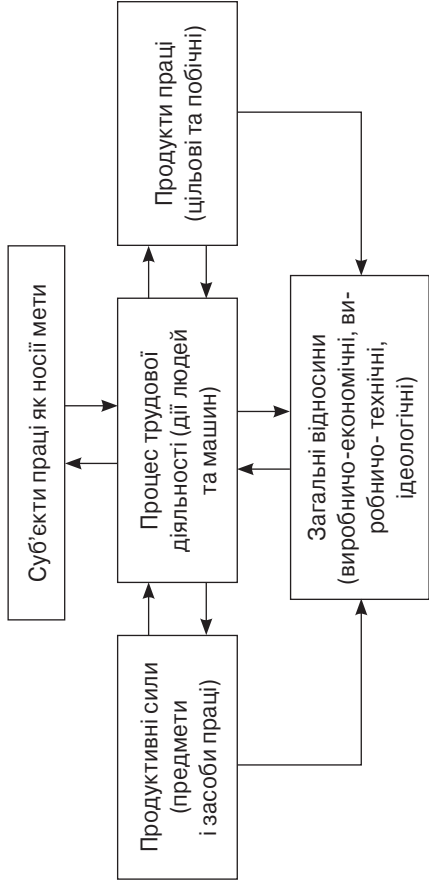 Суб’єкти праці як носії мети
Продуктивні сили
(предмети
і засоби праці)
Процес трудової
діяльності (дії людей
та машин)
Продукти праці
(цільові та побічні)
Загальні відносини
(виробничо-економічні, ви-
робничо- технічні,
ідеологічні)